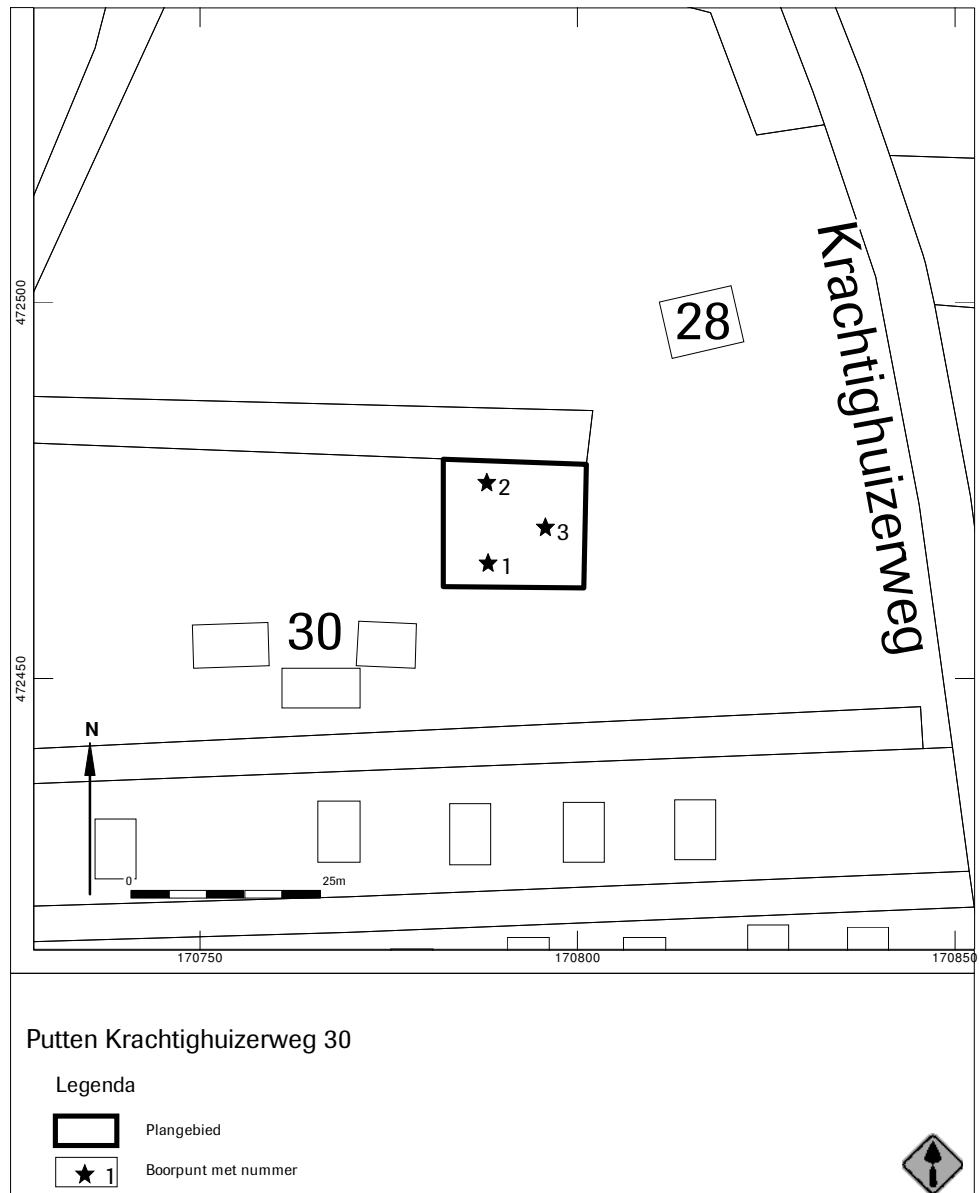 Krachtighuizerweg
472500
28
2
3
1
30
472450
N
0
25m
170750
170800
170850
Putten Krachtighuizerweg 30
Legenda
Plangebied
1
Boorpunt met nummer